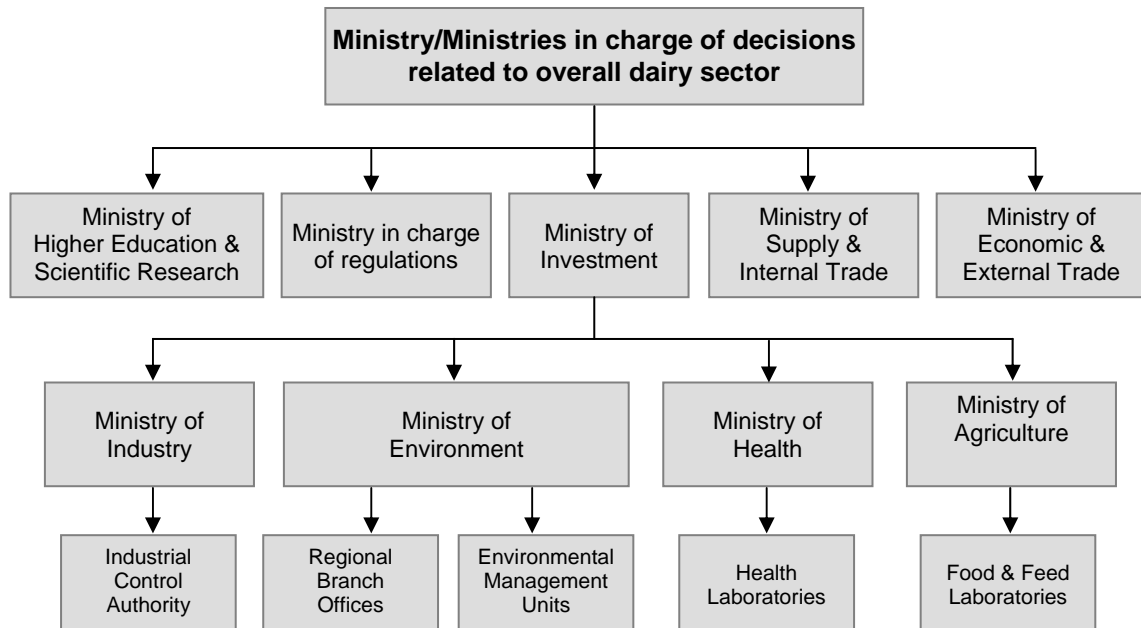 Ministry/Ministries in charge of decisions
related to overall dairy sector
Ministry of
Higher Education &
Scientific Research
Ministry in charge
of regulations
Ministry of
Investment
Ministry of
Supply &
Internal Trade
Ministry of
Economic &
External Trade
Ministry of
Industry
Ministry of
Environment
Ministry of
Health
Ministry of
Agriculture
Industrial
Control
Authority
Regional
Branch
Offices
Environmental
Management
Units
Health
Laboratories
Food & Feed
Laboratories